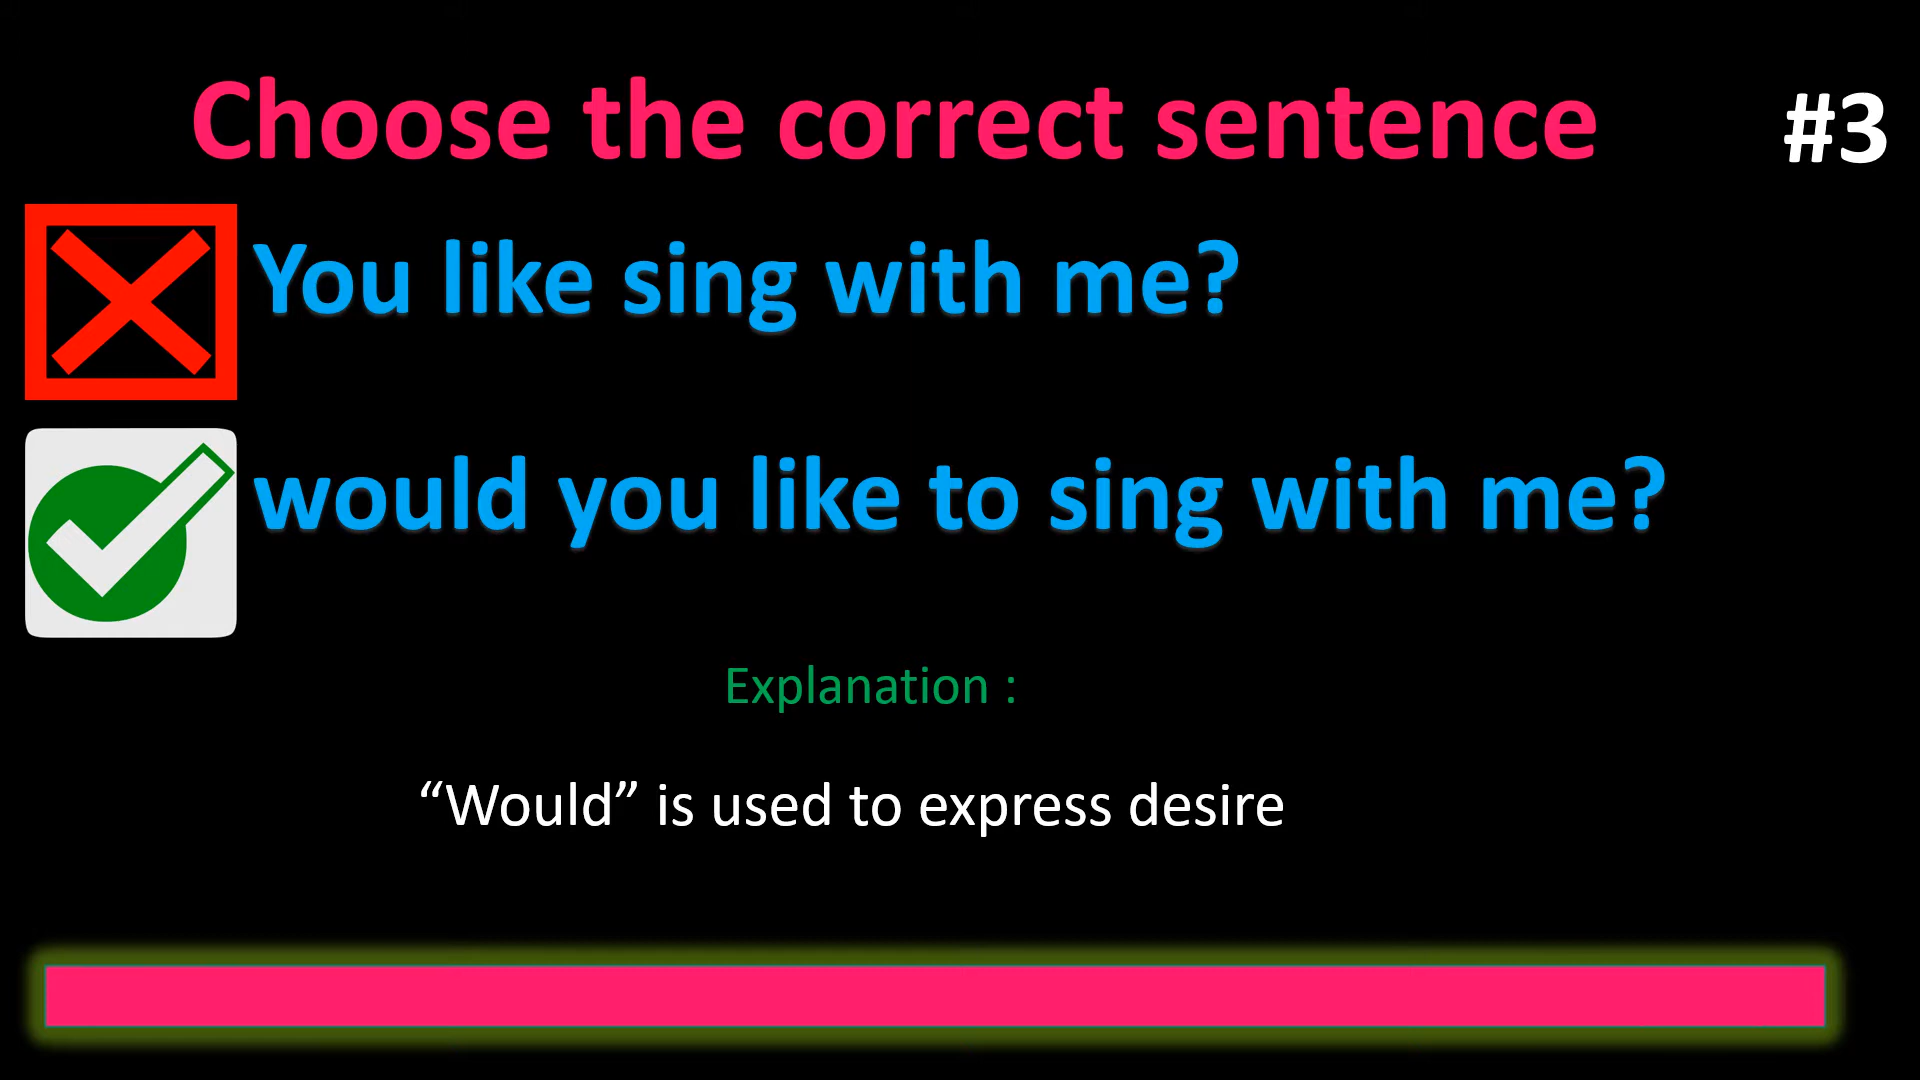 Choose the correct sentence #3
You like sing with me?
would you like to sing with me?
Explanation :
“Would” is used to express desire